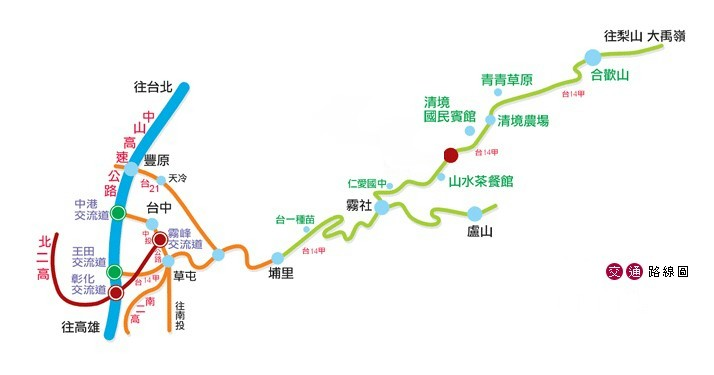 往梨山 大禹嶺
合歡山
青青草原
台14甲
往台北
清境
國民賓館
清境農場
中山高速公路
台14甲
豐原
天冷
台21
仁愛國中
山水茶餐館
中港
交流道
台中
霧社
台一種苗
盧山
北二高
中投公路
霧峰
交流道
台14甲
王田
交流道
草屯
埔里
台14甲
彰化
交流道
南二高
往南投
往高雄
交通路線圖